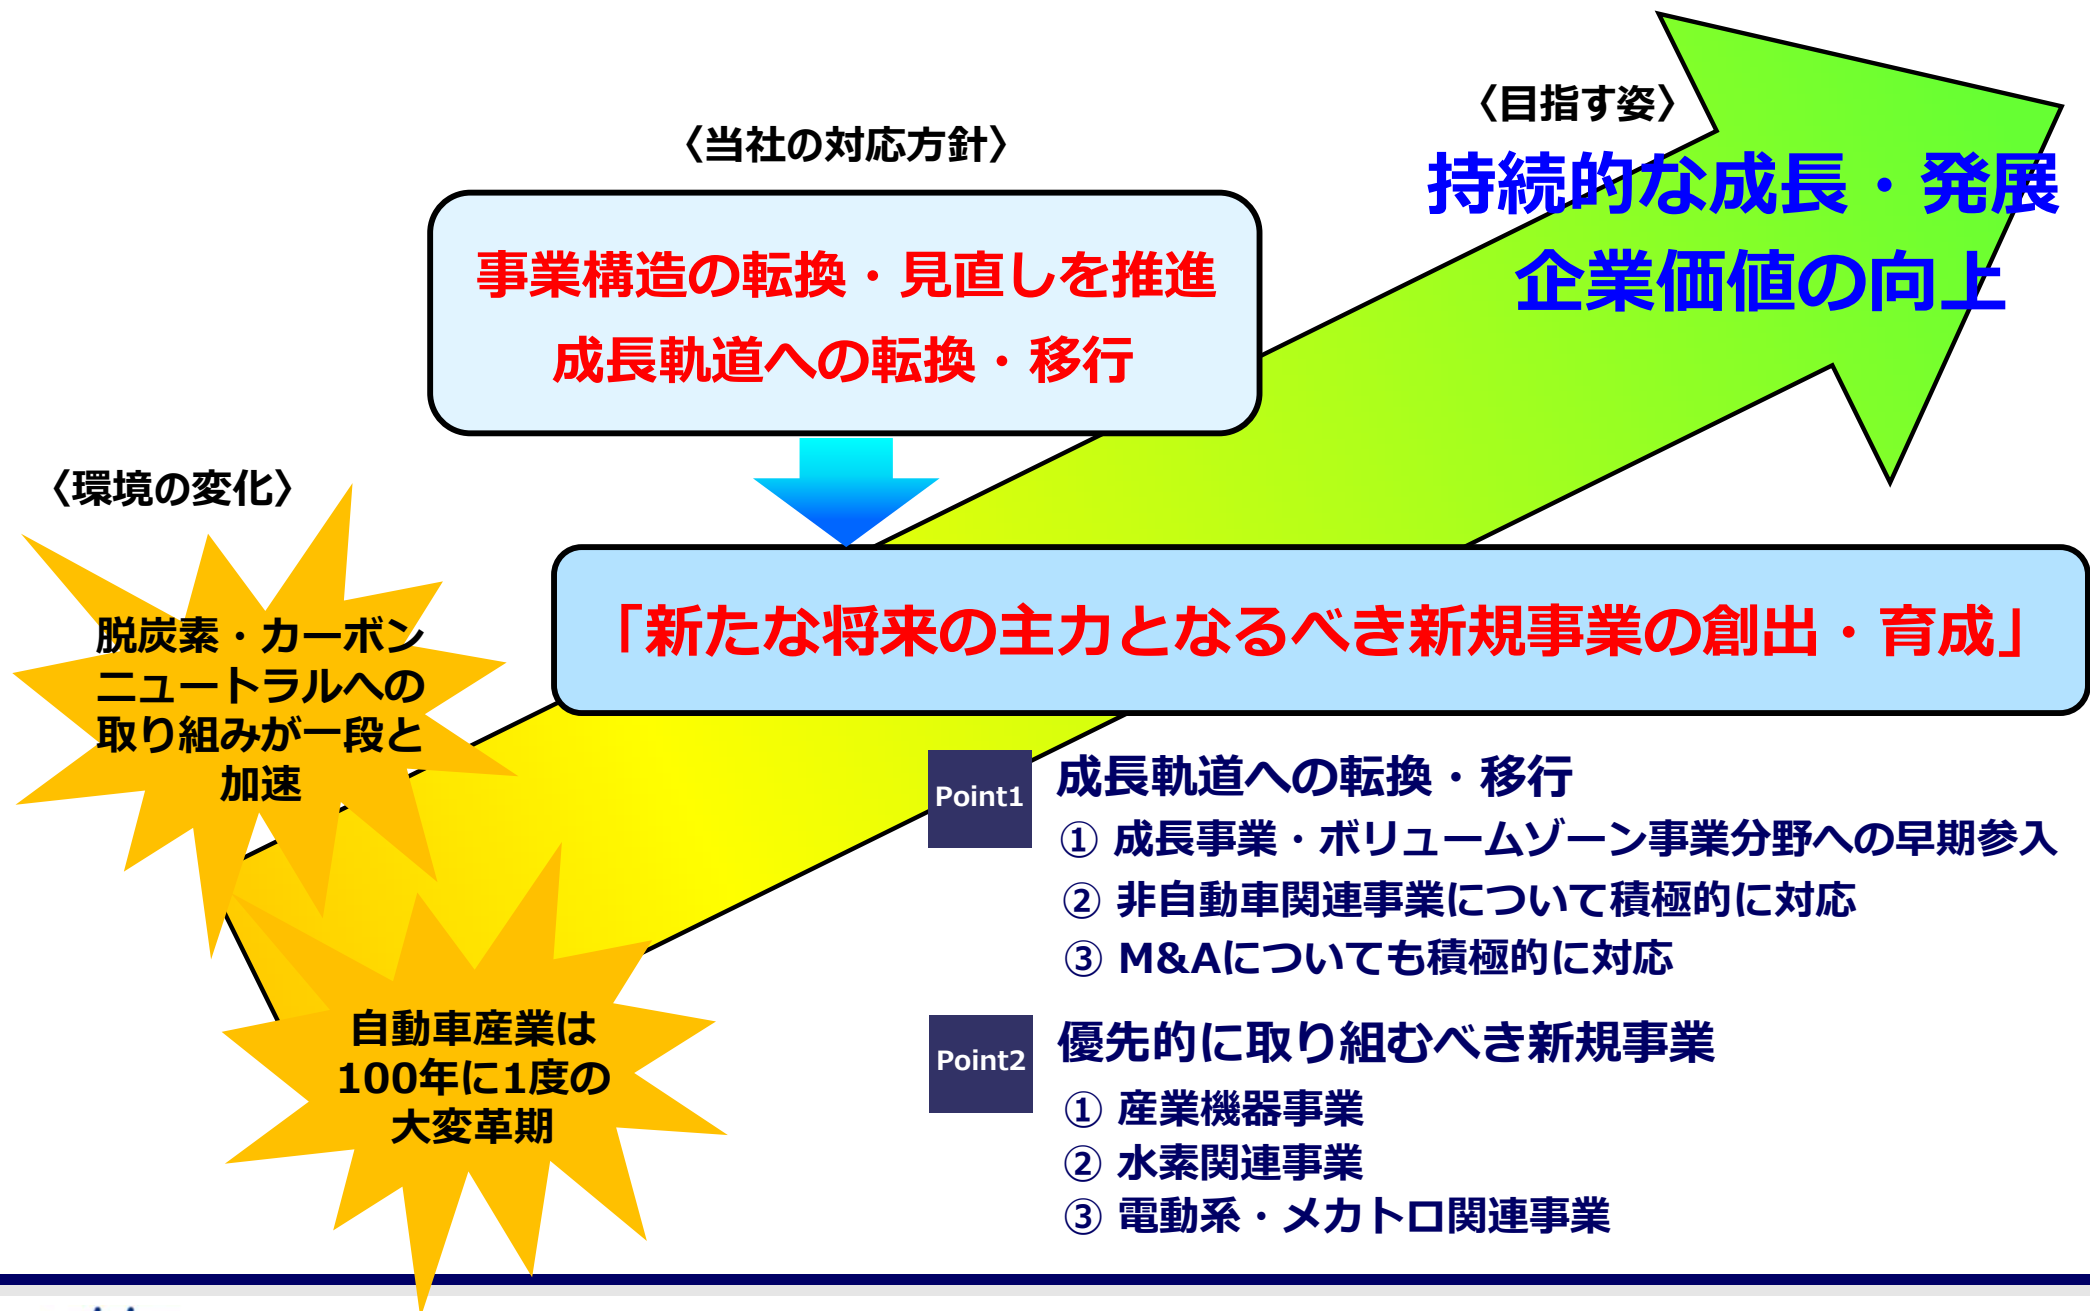 〈目指す姿〉
持続的な成長・発展
企業価値の向上
〈当社の対応方針〉
事業構造の転換・見直しを推進
成長軌道への転換・移行
〈環境の変化〉
脱炭素・カーボン
ニュートラルへの
取り組みが一段と
加速
自動車産業は
100年に1度の
大変革期
「新たな将来の主力となるべき新規事業の創出・育成」
Point1
成長軌道への転換・移行
① 成長事業・ボリュームゾーン事業分野への早期参入
② 非自動車関連事業について積極的に対応
③ M&Aについても積極的に対応
Point2
優先的に取り組むべき新規事業
① 産業機器事業
② 水素関連事業
③ 電動系・メカトロ関連事業